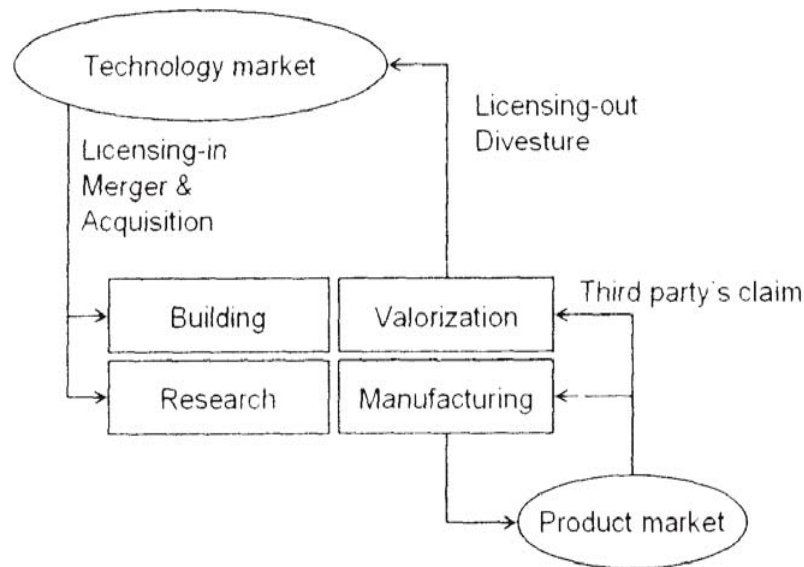 Technology market
Licensing-out
Divesture
Licensing-in
Merger &
Acquisition
Third party's claim
Building
Valorization
Research
Manufacturing
Product market